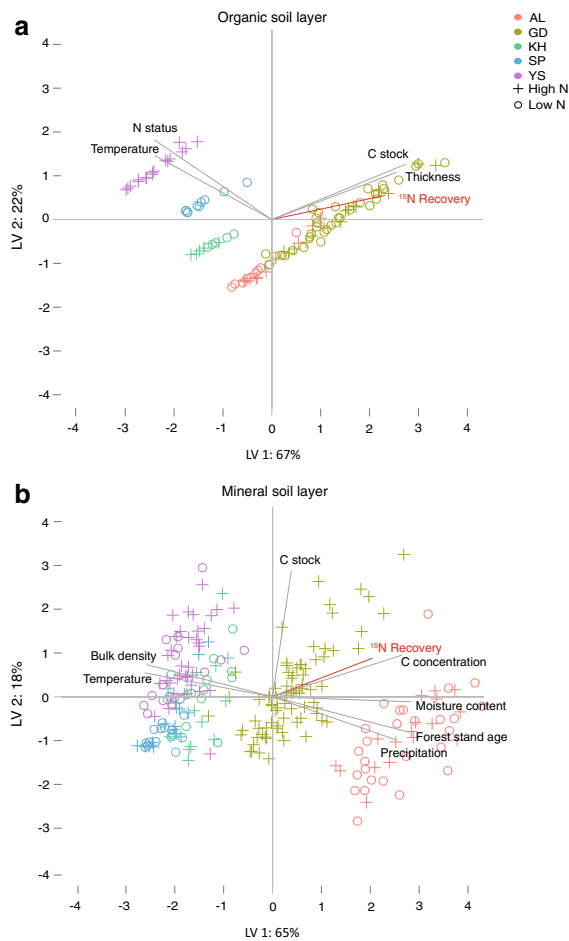 a
Organic soil layer
AL
GD
KH
SP
YS
High N
Low N
4
3
2
1
0
-1
-2
-3
-4
LV 2: 22%
N status
Temperature
C stock
Thickness
15N Recovery
-4 -3 -2 -1 0 1 2 3 4
LV 1: 67%
b
Mineral soil layer
4
3
2
1
0
-1
-2
-3
-4
LV 2: 18%
C stock
15N Recovery
Bulk density
C concentration
Temperature
Moisture content
Forest stand age
Precipitation
-4 -3 -2 -1 0 1 2 3 4
LV 1: 65%